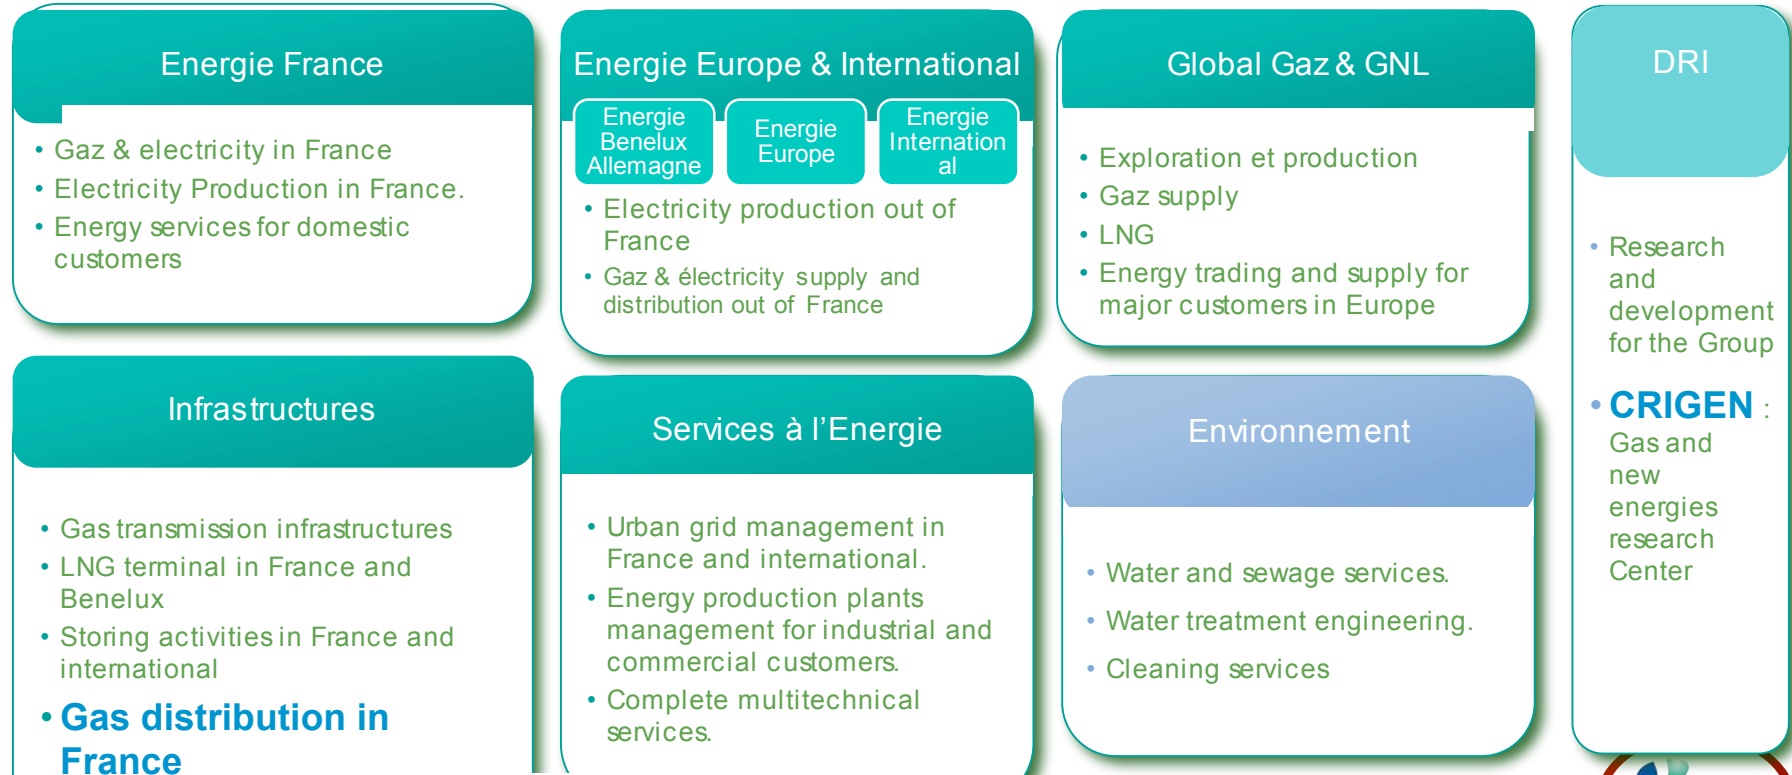 Energie France
• Gaz & electricity in France
• Electricity Production in France.
• Energy services for domestic
customers
Energie Europe & International
Energie
Benelux
Allemagne
Energie
Europe
Energie
Internation
al
• Electricity production out of
France
• Gaz & électricity supply and
distribution out of France
Global Gaz & GNL
• Exploration et production
• Gaz supply
• LNG
• Energy trading and supply for
major customers in Europe
DRI
• Research
and
development
for the Group
• CRIGEN :
Gas and
new
energies
research
Center
Infrastructures
• Gas transmission infrastructures
• LNG terminal in France and
Benelux
• Storing activities in France and
international
• Gas distribution in
France
Services à l’Energie
• Urban grid management in
France and international.
• Energy production plants
management for industrial and
commercial customers.
• Complete multitechnical
services.
Environnement
• Water and sewage services.
• Water treatment engineering.
• Cleaning services